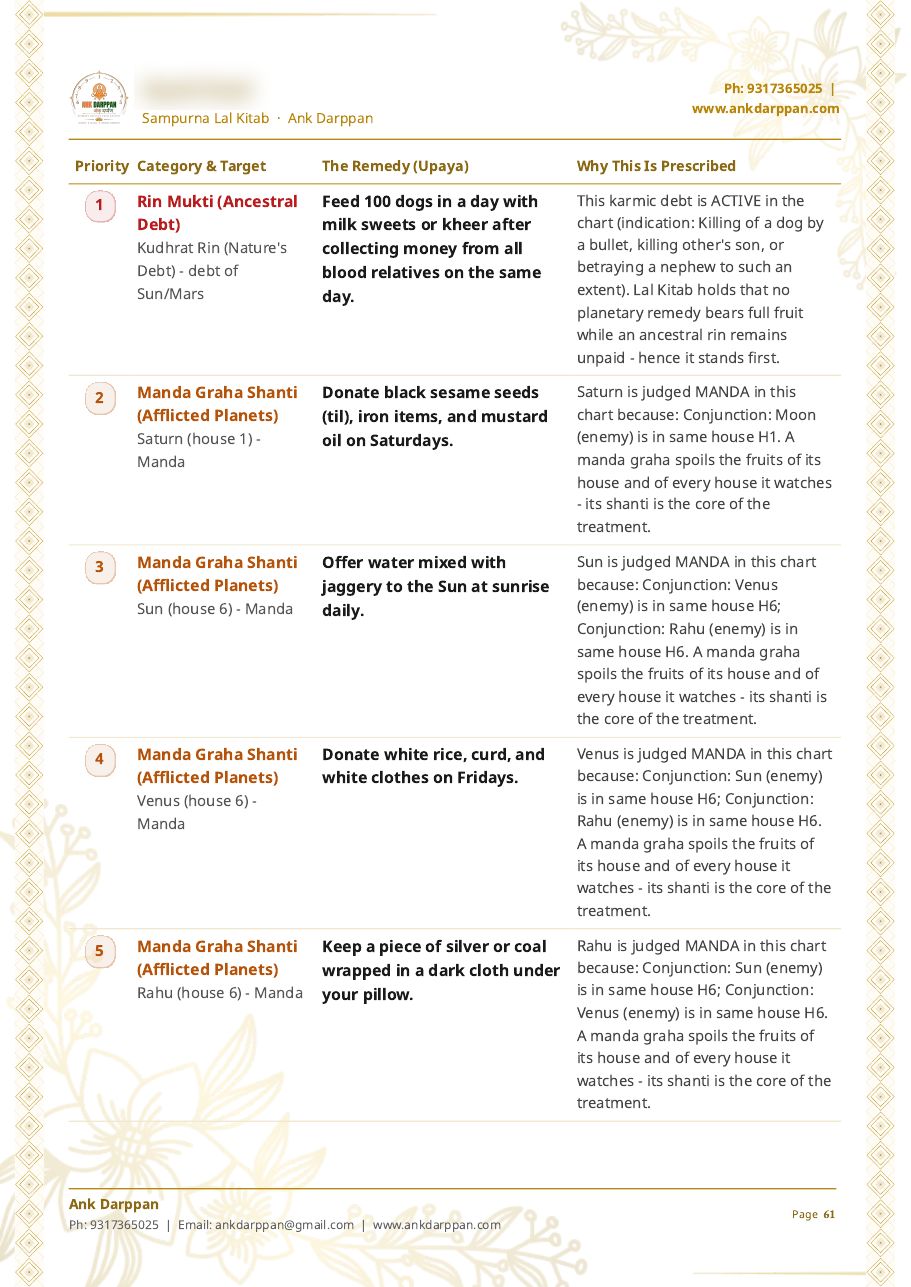 ANK DARPPAN
Sampurna Lal Kitab · Ank Darppan
Ph: 9317365025 |
www.ankdarppan.com
Priority Category & Target The Remedy (Upaya) Why This Is Prescribed
1
Rin Mukti (Ancestral
Debt)
Kudhrat Rin (Nature's
Debt) - debt of
Sun/Mars
Feed 100 dogs in a day with
milk sweets or kheer after
collecting money from all
blood relatives on the same
day.
This karmic debt is ACTIVE in the
chart (indication: Killing of a dog by
a bullet, killing other's son, or
betraying a nephew to such an
extent). Lal Kitab holds that no
planetary remedy bears full fruit
while an ancestral rin remains
unpaid - hence it stands first.
2
Manda Graha Shanti
(Afflicted Planets)
Saturn (house 1) -
Manda
Donate black sesame seeds
(til), iron items, and mustard
oil on Saturdays.
Saturn is judged MANDA in this
chart because: Conjunction: Moon
(enemy) is in same house H1. A
manda graha spoils the fruits of its
house and of every house it watches
- its shanti is the core of the
treatment.
3
Manda Graha Shanti
(Afflicted Planets)
Sun (house 6) - Manda
Offer water mixed with
jaggery to the Sun at sunrise
daily.
Sun is judged MANDA in this chart
because: Conjunction: Venus
(enemy) is in same house H6;
Conjunction: Rahu (enemy) is in
same house H6. A manda graha
spoils the fruits of its house and of
every house it watches - its shanti is
the core of the treatment.
4
Manda Graha Shanti
(Afflicted Planets)
Venus (house 6) -
Manda
Donate white rice, curd, and
white clothes on Fridays.
Venus is judged MANDA in this chart
because: Conjunction: Sun (enemy)
is in same house H6; Conjunction:
Rahu (enemy) is in same house H6.
A manda graha spoils the fruits of
its house and of every house it
watches - its shanti is the core of the
treatment.
5
Manda Graha Shanti
(Afflicted Planets)
Rahu (house 6) - Manda
Keep a piece of silver or coal
wrapped in a dark cloth under
your pillow.
Rahu is judged MANDA in this chart
because: Conjunction: Sun (enemy)
is in same house H6; Conjunction:
Venus (enemy) is in same house H6.
A manda graha spoils the fruits of
its house and of every house it
watches - its shanti is the core of the
treatment.
Ank Darppan
Ph: 9317365025 | Email: ankdarppan@gmail.com | www.ankdarppan.com
Page 61